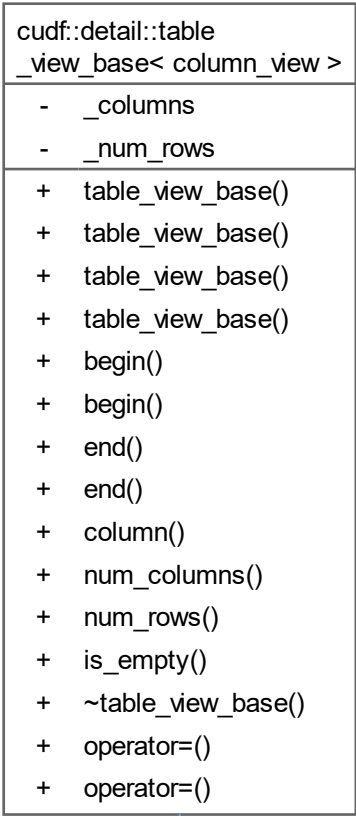 cudf::detail::table
_view_base< column_view >
- _columns
- _num_rows
+ table_view_base()
+ table_view_base()
+ table_view_base()
+ table_view_base()
+ begin()
+ begin()
+ end()
+ end()
+ column()
+ num_columns()
+ num_rows()
+ is_empty()
+ ~table_view_base()
+ operator=()
+ operator=()